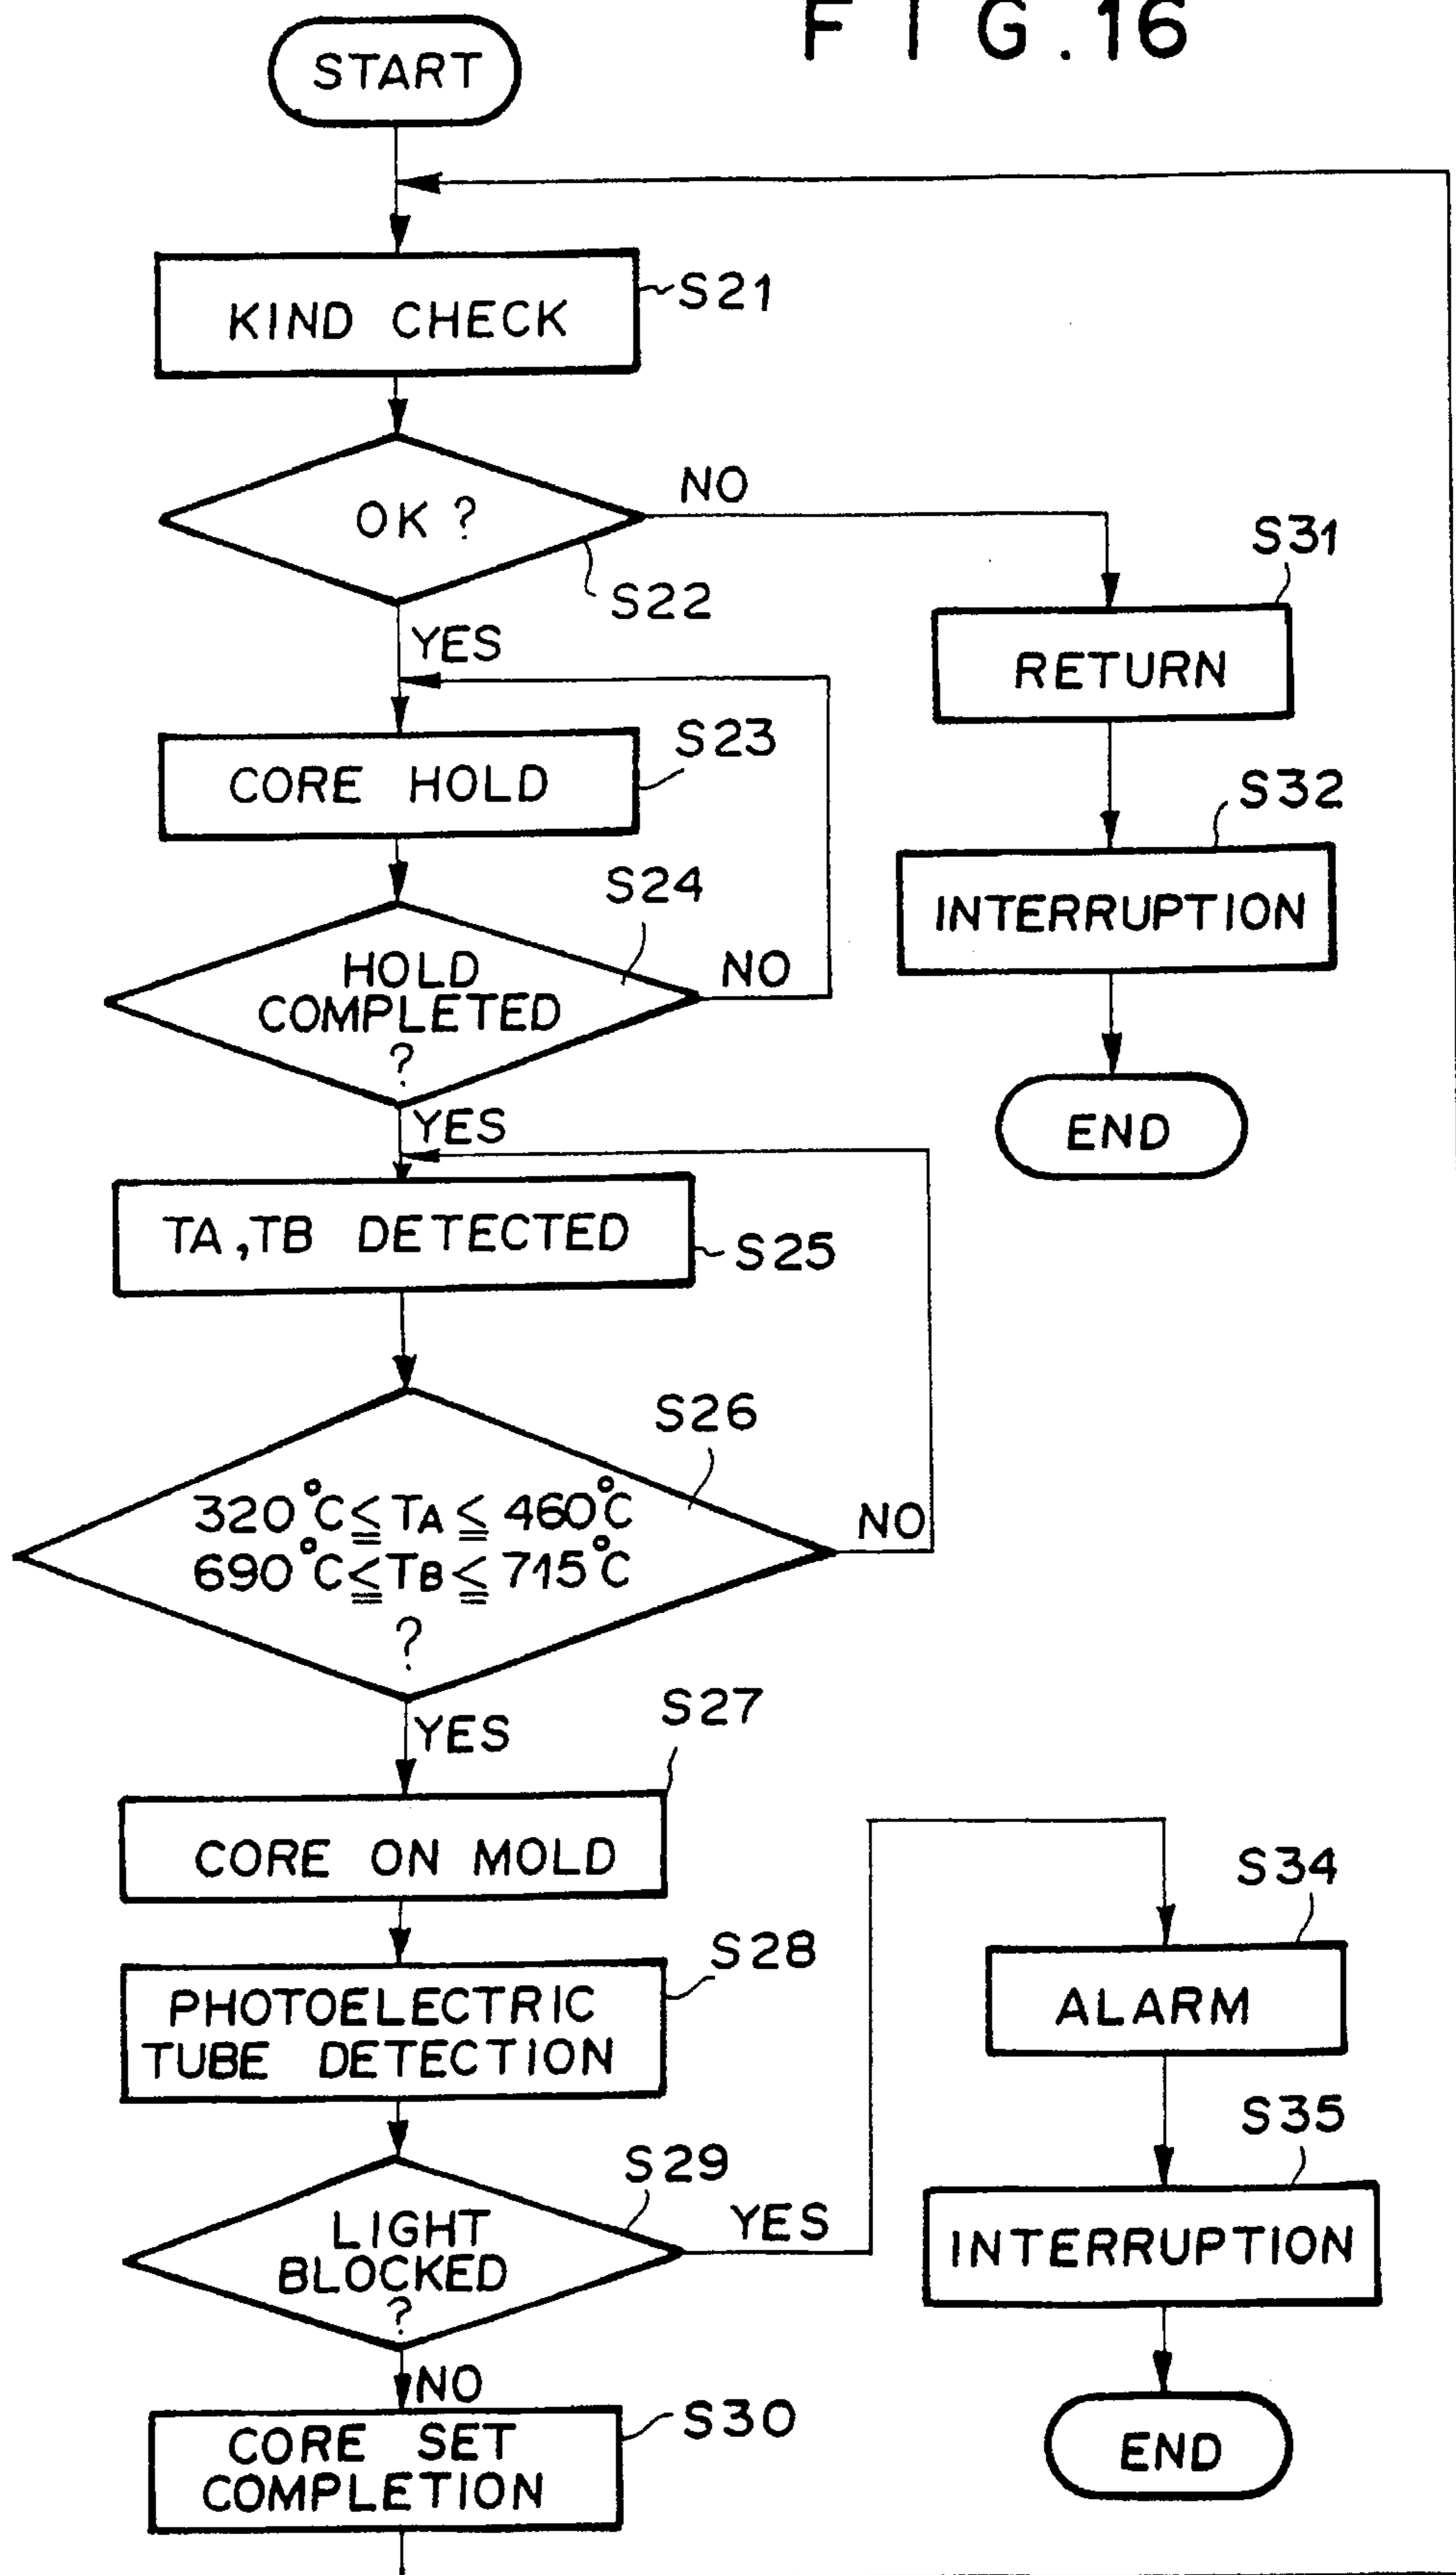 FIG.16
START
KIND CHECK
S21
OK ?
NO
S22
YES
S31
RETURN
S32
INTERRUPTION
END
CORE HOLD
S23
S24
HOLD
COMPLETED
?
NO
YES
TA,TB DETECTED
S25
S26
320°C≦TA≦460°C
690°C≦TB≦715°C
?
NO
YES
S27
CORE ON MOLD
S28
PHOTOELECTRIC
TUBE DETECTION
S29
LIGHT
BLOCKED
?
YES
NO
S34
ALARM
S35
INTERRUPTION
END
S30
CORE SET
COMPLETION